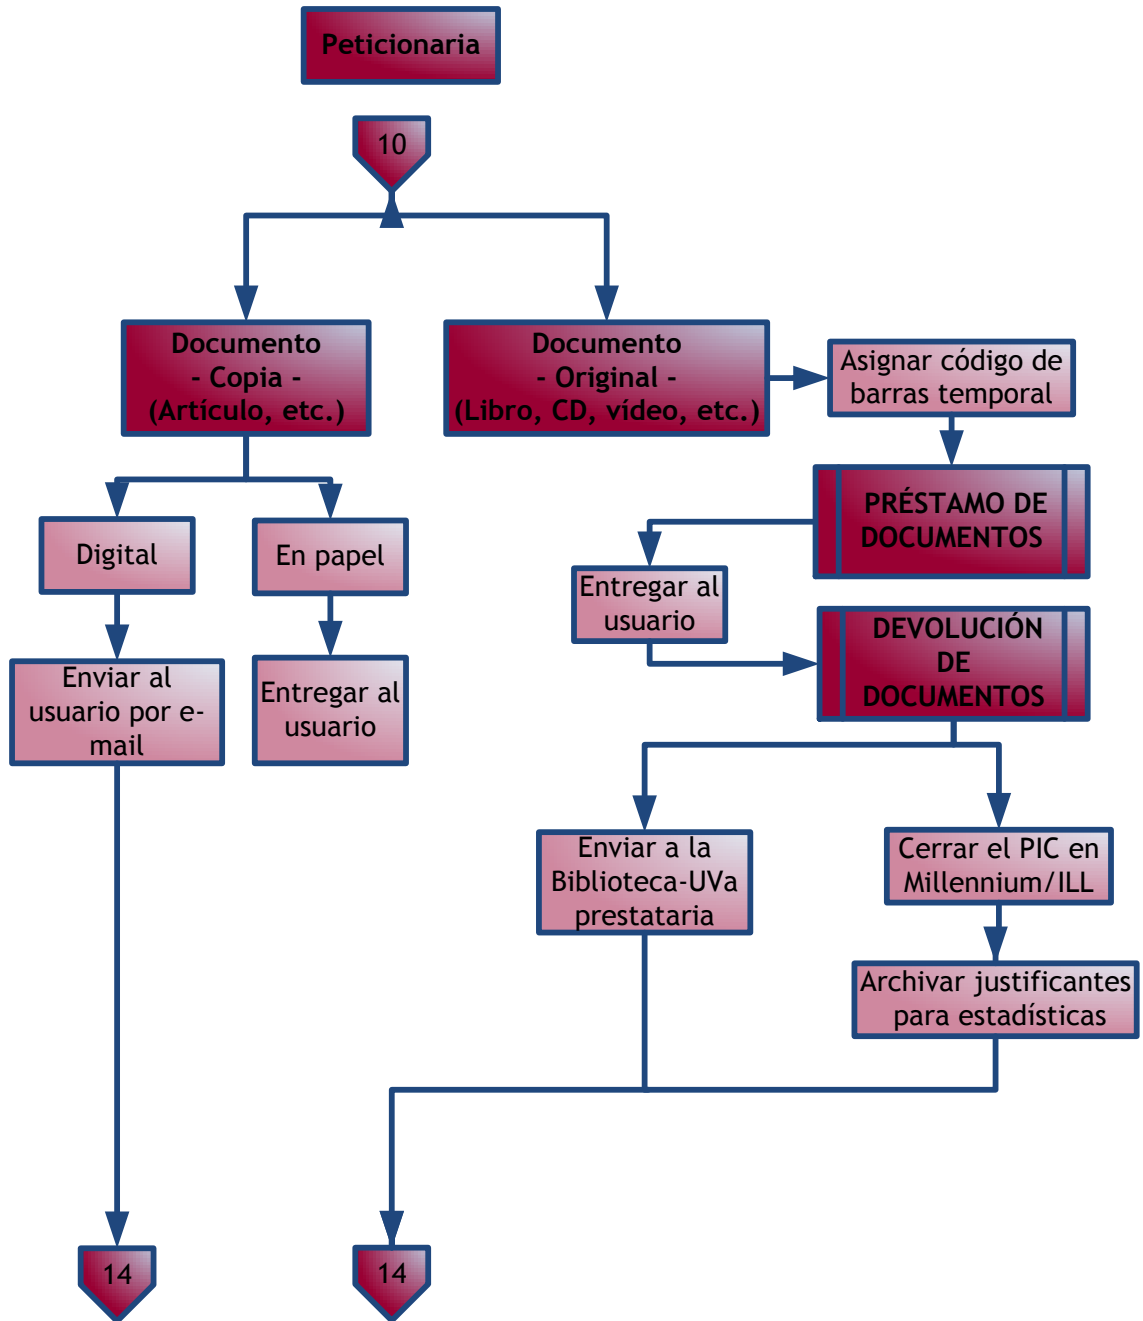 Peticionaria
10
Documento
- Copia -
(Artículo, etc.)
Documento
- Original -
(Libro, CD, vídeo, etc.)
Asignar código de
barras temporal
PRÉSTAMO DE
DOCUMENTOS
Digital
En papel
Entregar al
usuario
DEVOLUCIÓN
DE
DOCUMENTOS
Enviar al
usuario por e-
mail
Entregar al
usuario
Enviar a la
Biblioteca-UVa
prestataria
Cerrar el PIC en
Millennium/ILL
Archivar justificantes
para estadísticas
14
14